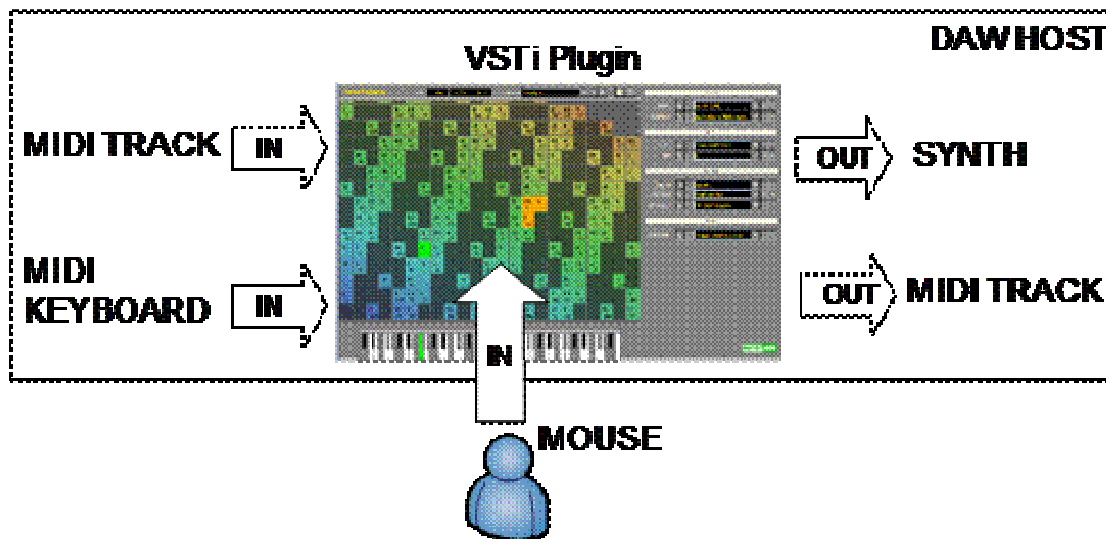 DAW HOST
VSTi Plugin
MIDI TRACK
IN
OUT
SYNTH
MIDI
KEYBOARD
IN
IN
OUT
MIDI TRACK
MOUSE